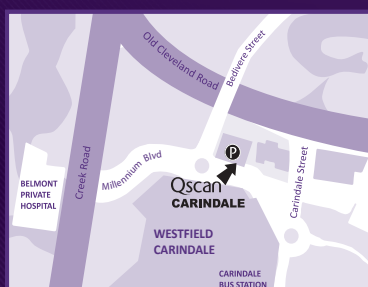 Old Cleveland Road
Bedivere Street
Creek Road
Millennium Blvd
P
Qscan
CARINDALE
Carindale Street
BELMONT
PRIVATE
HOSPITAL
WESTFIELD
CARINDALE
CARINDALE
BUS STATION